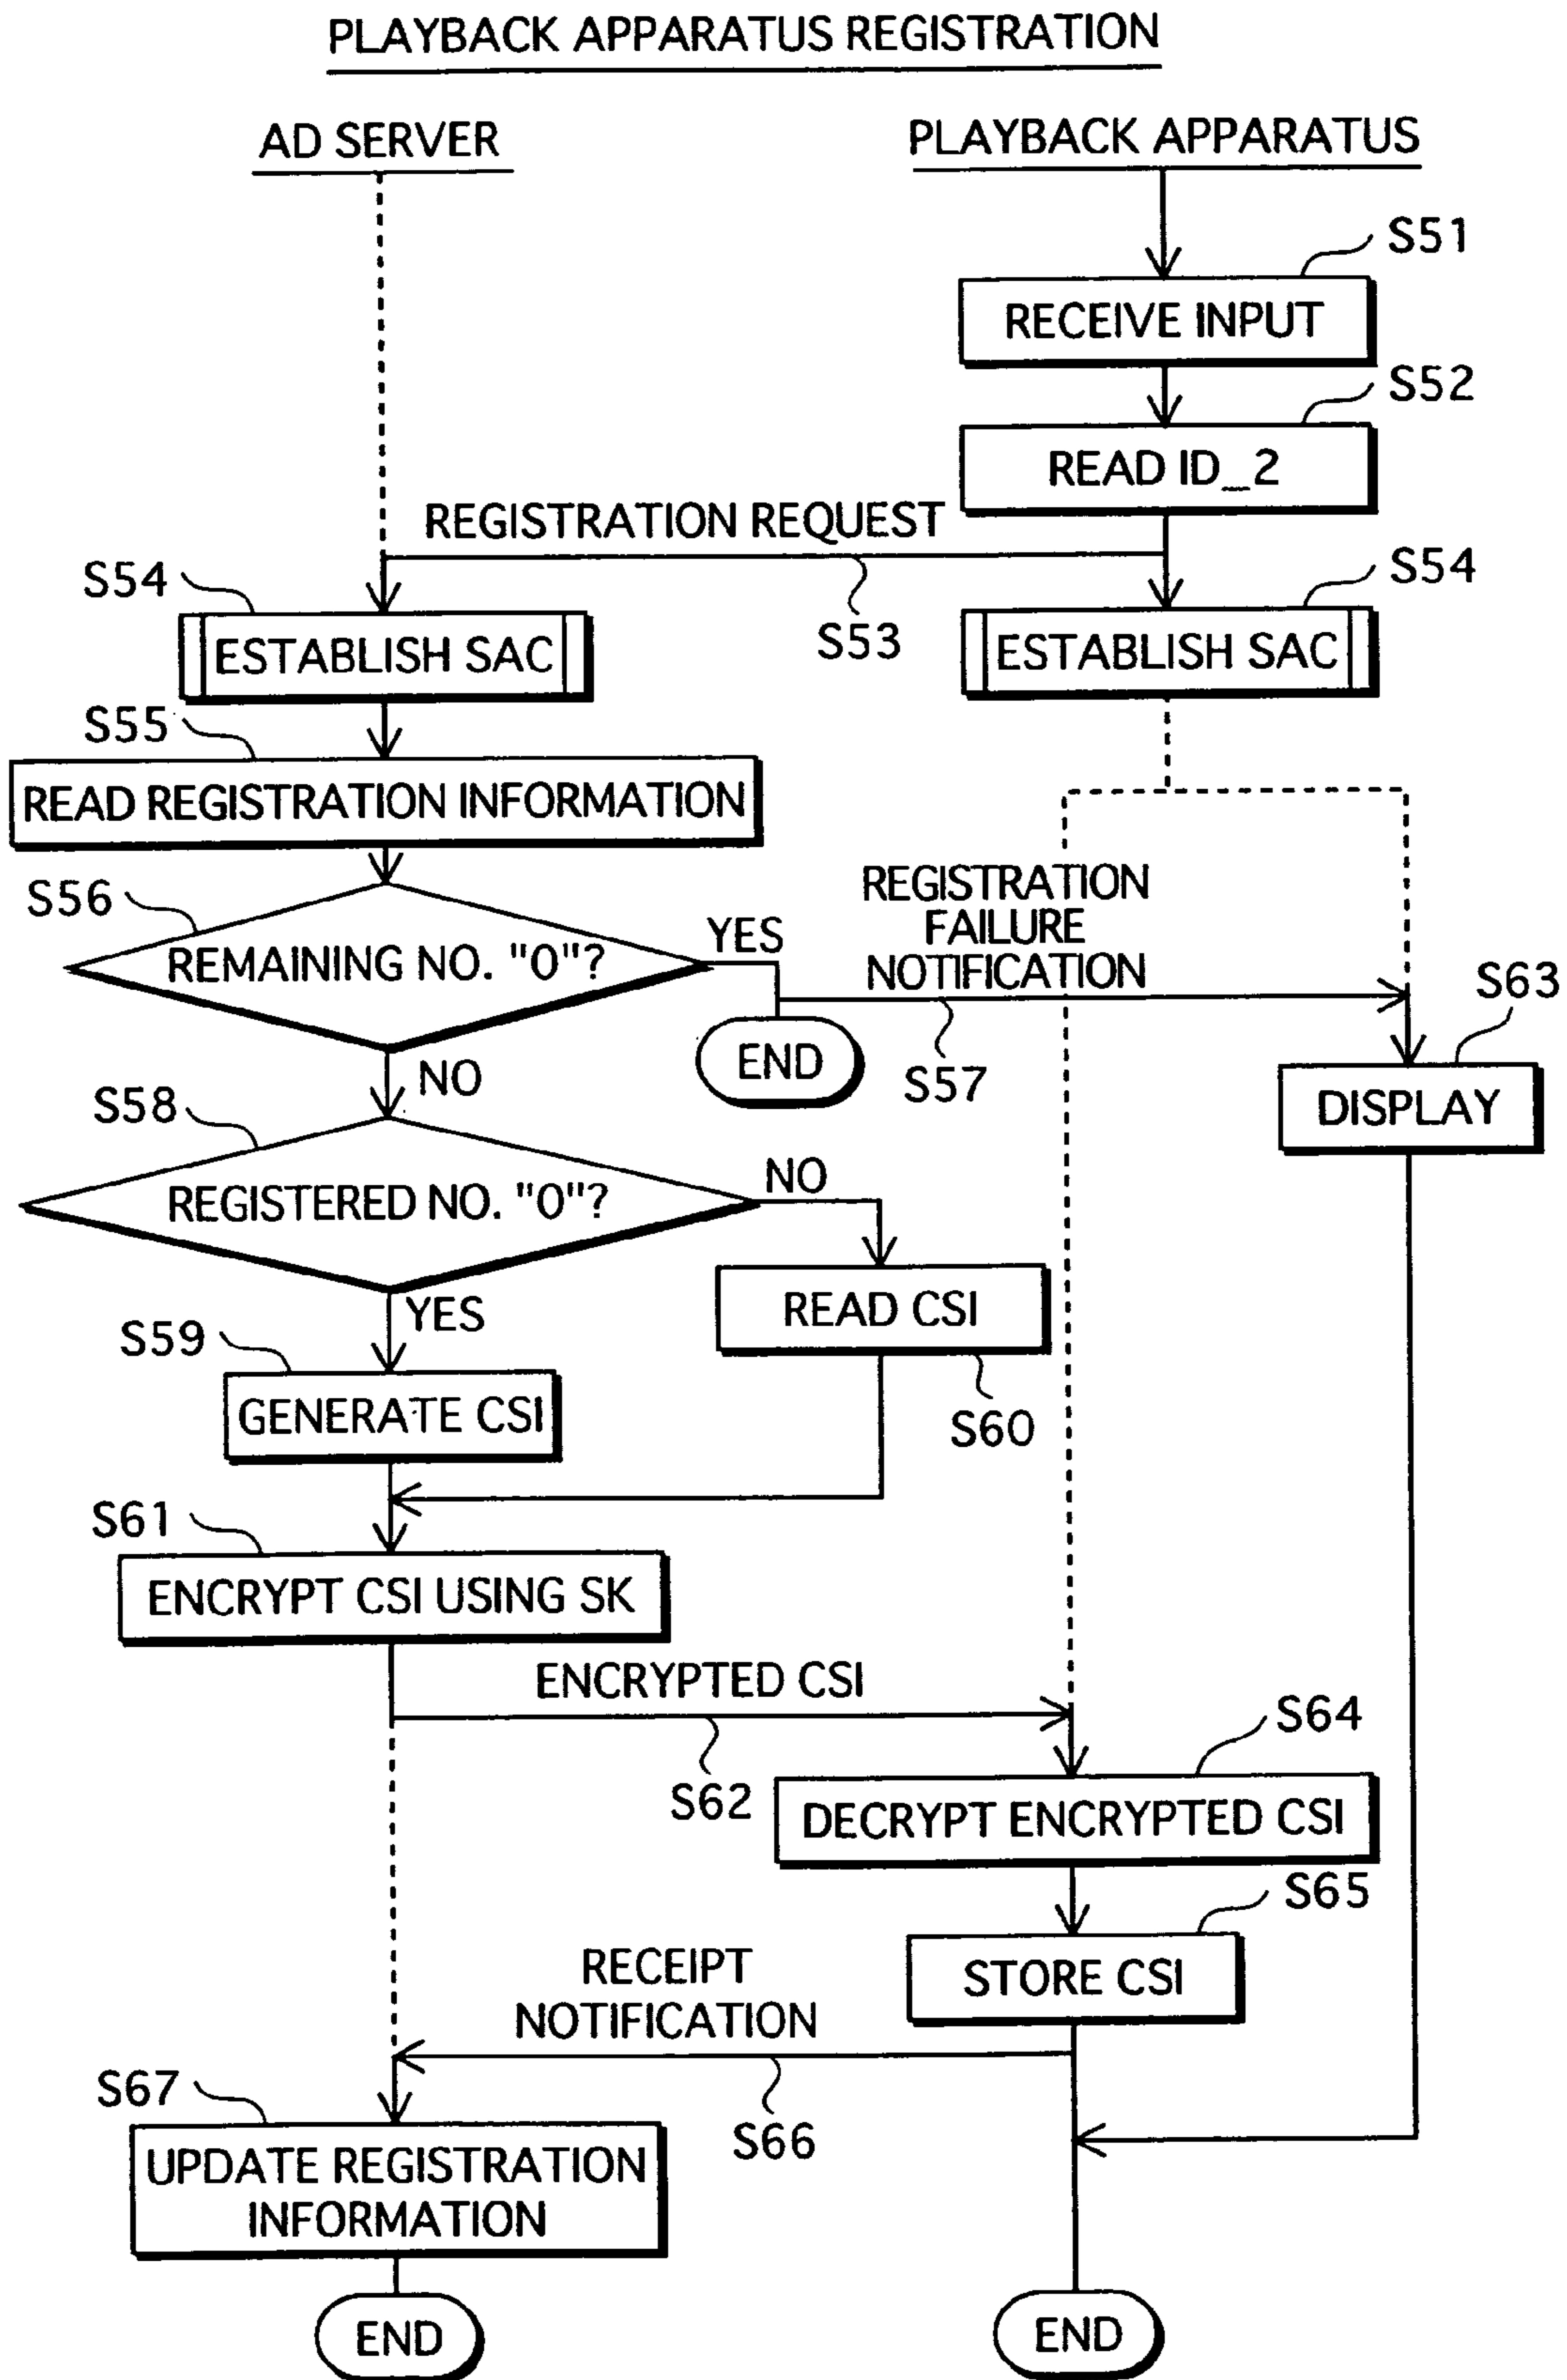 PLAYBACK APPARATUS REGISTRATION
AD SERVER
PLAYBACK APPARATUS
S51
RECEIVE INPUT
S52
READ ID_2
REGISTRATION REQUEST
S53
S54
ESTABLISH SAC
S54
ESTABLISH SAC
S55
READ REGISTRATION INFORMATION
S56
REMAINING NO. "0"?
YES
REGISTRATION
FAILURE
NOTIFICATION
END
S57
S63
DISPLAY
NO
S58
REGISTERED NO. "0"?
NO
READ CSI
S60
YES
S59
GENERATE CSI
S61
ENCRYPT CSI USING SK
ENCRYPTED CSI
S62
S64
DECRYPT ENCRYPTED CSI
S65
STORE CSI
RECEIPT
NOTIFICATION
S66
S67
UPDATE REGISTRATION
INFORMATION
END
END